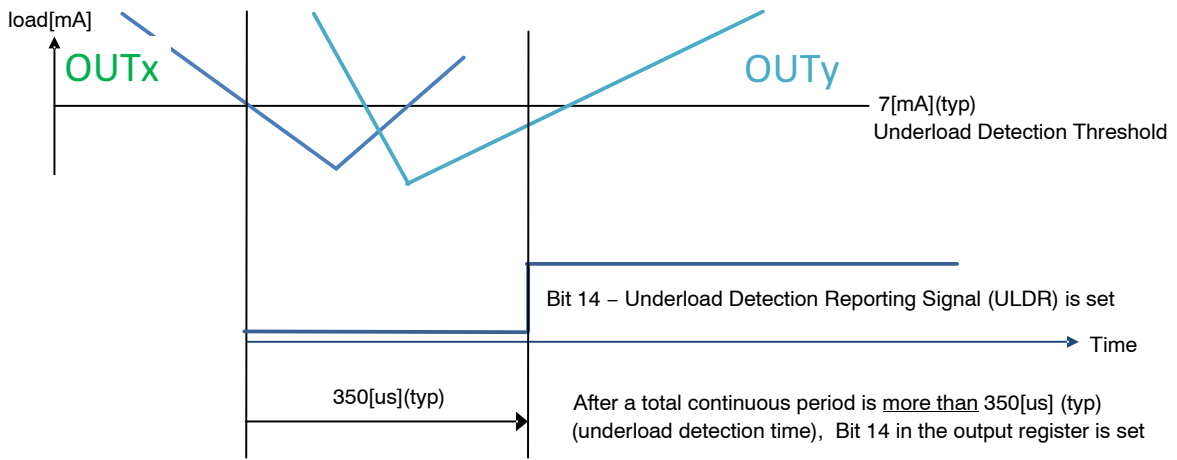 load[mA]
OUTx
OUTy
7[mA](typ)
Underload Detection Threshold
Bit 14 – Underload Detection Reporting Signal (ULDR) is set
Time
350[us](typ)
After a total continuous period is more than 350[us] (typ)
(underload detection time), Bit 14 in the output register is set